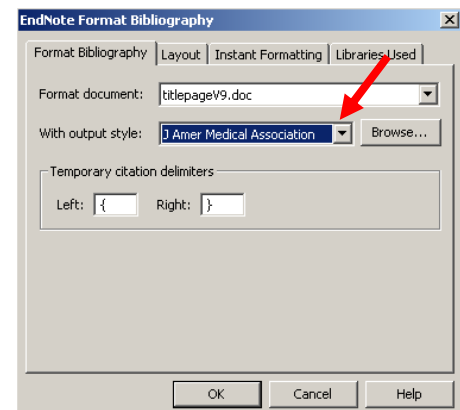 EndNote Format Bibliography
Format Bibliography Layout Instant Formatting Libraries Used
Format document: titlepageV9.doc
With output style: J Amer Medical Association Browse...
Temporary citation delimiters
Left: { Right: }
OK Cancel Help